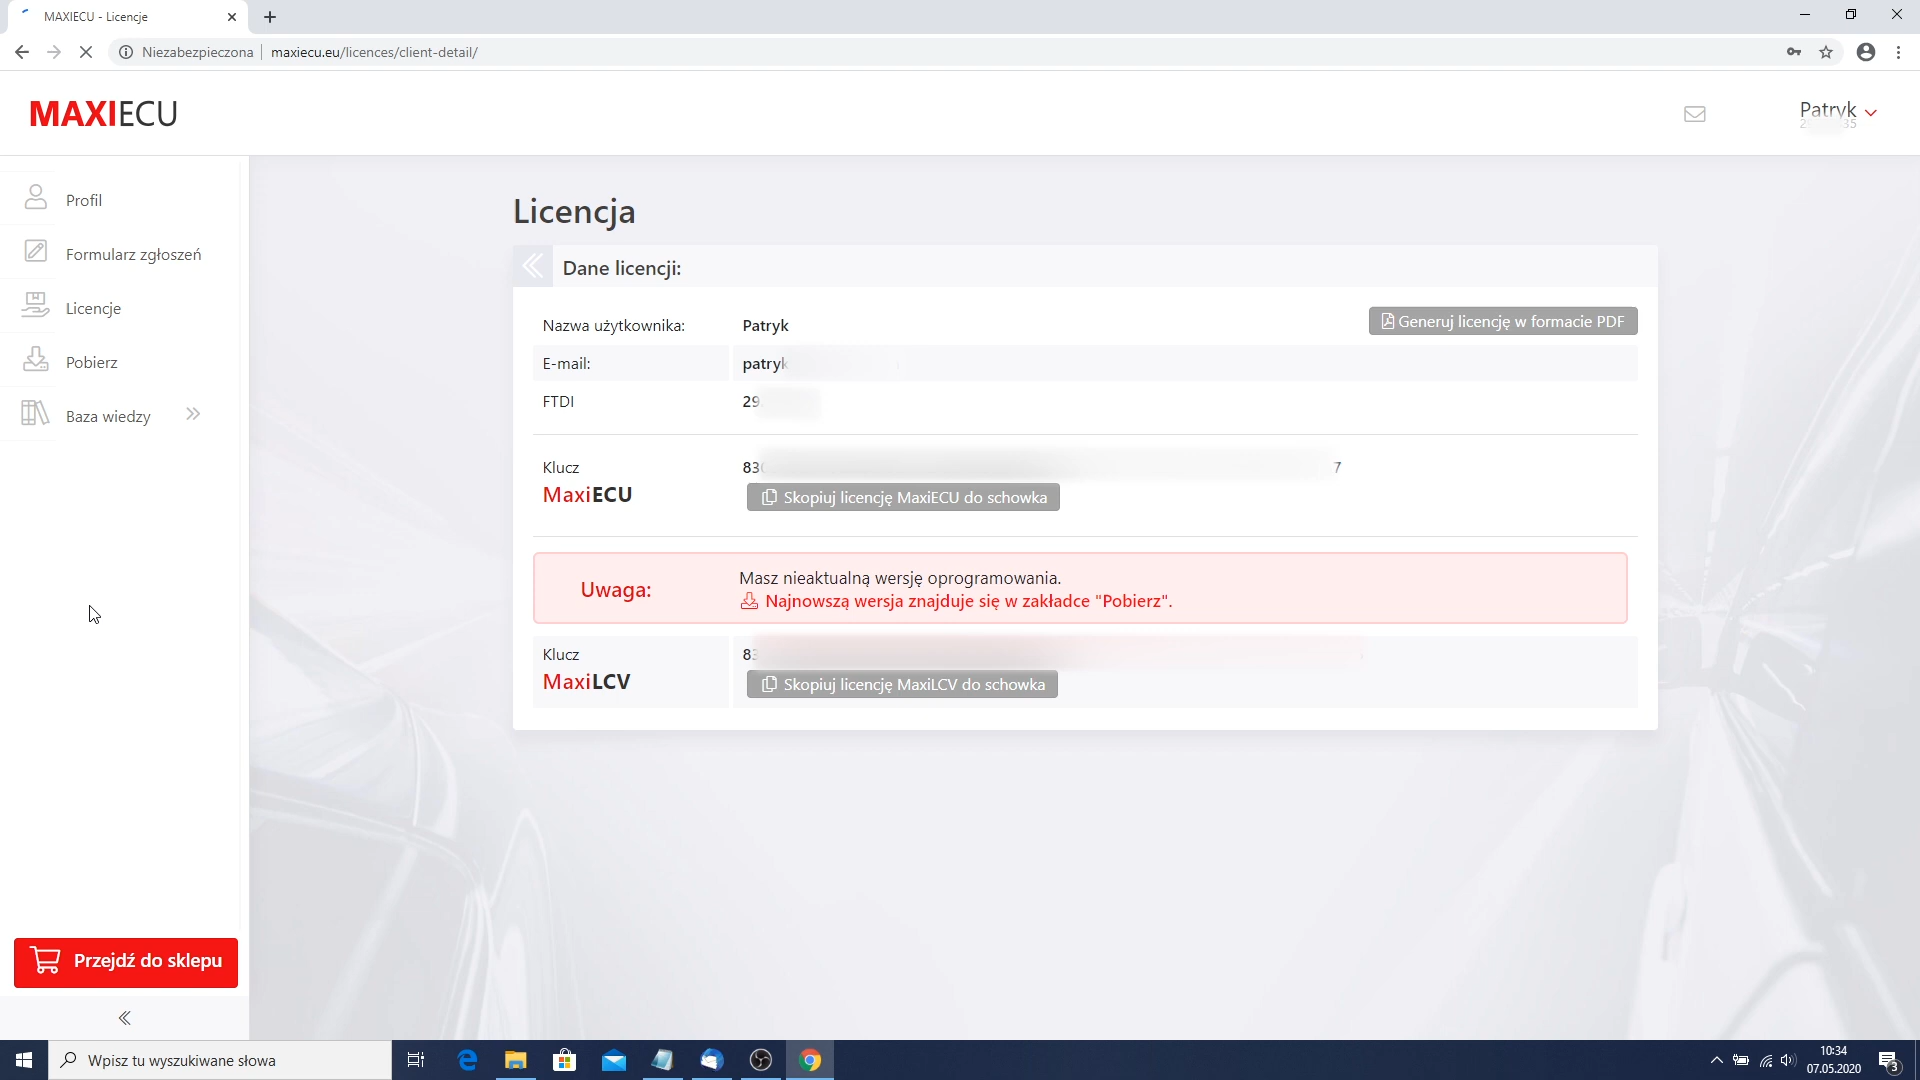 MAXIECU - Licencje
Niezabezpieczona | maxiecu.eu/licences/client-detail/
MAXIECU
Patryk
Profil
Formularz zgłoszeń
Licencje
Pobierz
Baza wiedzy
Przejdź do sklepu
Licencja
Dane licencji:
Nazwa użytkownika: Patryk
Generuj licencję w formacie PDF
E-mail: patryk
FTDI 29
Klucz 830 7
MaxiECU
Skopiuj licencję MaxiECU do schowka
Uwaga:
Masz nieaktualną wersję oprogramowania.
Najnowszą wersja znajduje się w zakładce "Pobierz".
Klucz 83
MaxiLCV
Skopiuj licencję MaxiLCV do schowka
Wpisz tu wyszukiwane słowa
10:34
07.05.2020
3